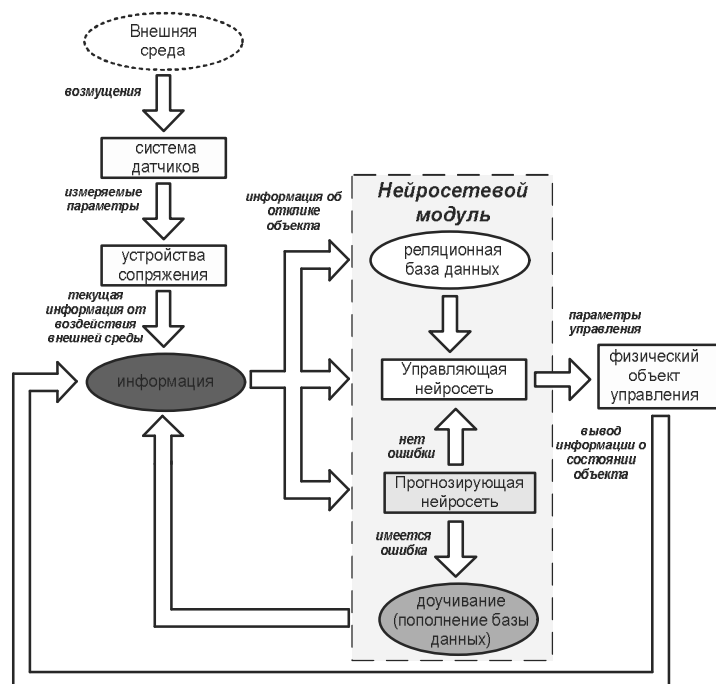 Внешняя
среда
возмущения
система
датчиков
измеряемые
параметры
устройства
сопряжения
текущая
информация от
воздействия
внешней среды
информация
информация об
отклике
объекта
Нейросетевой
модуль
реляционная
база данных
Управляющая
нейросеть
нет
ошибки
Прогнозирующая
нейросеть
имеется
ошибка
доучивание
(пополнение базы
данных)
параметры
управления
физический
объект
управления
вывод
информации о
состоянии
объекта